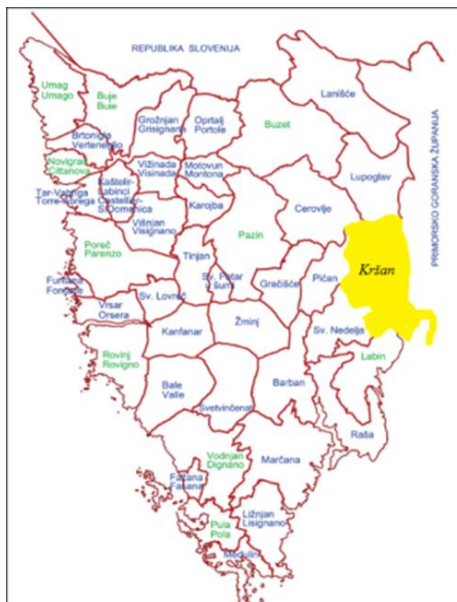 REPUBLIKA SLOVENIJA
Umag
Umago
Buje
Buie
Lanišće
Grožnjan
Grisignana
Oprtalj
Portole
Buzet
Brtonigla
Verteneglio
Novigrad
Cittanova
Vižinada
Visinada
Motovun
Montona
Lupoglav
PRIMORSKO GORANSKA ŽUPANIJA
Tar-Vabriga
Torre-Abrega
Kaštelir-
Labinci
Castellier-
S.Domenica
Karojba
Cerovlje
Višnjan
Visignano
Poreč
Parenzo
Pazin
Tinjan
Sv. Petar
u šumi
Gračišće
Pićan
Kršan
Funtana
Fontane
Vrsar
Orsera
Sv. Lovreč
Kanfanar
Žminj
Sv. Nedelja
Rovinj
Rovigno
Labin
Bale
Valle
Barban
Svetvinčenat
Raša
Vodnjan
Dignano
Marčana
Fažana
Fasana
Ližnjan
Lisignano
Pula
Pola
Medulin